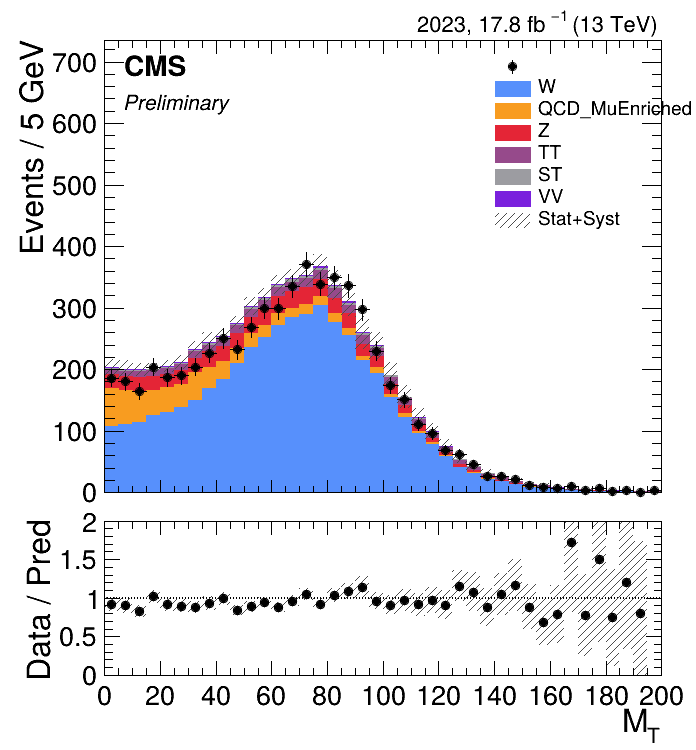 2023, 17.8 fb⁻¹ (13 TeV)
CMS
Preliminary
W
QCD_MuEnriched
Z
TT
ST
VV
Stat+Syst
Events / 5 GeV
700
600
500
400
300
200
100
0
Data / Pred
2
1.5
1
0.5
0
0 20 40 60 80 100 120 140 160 180 200
M_T